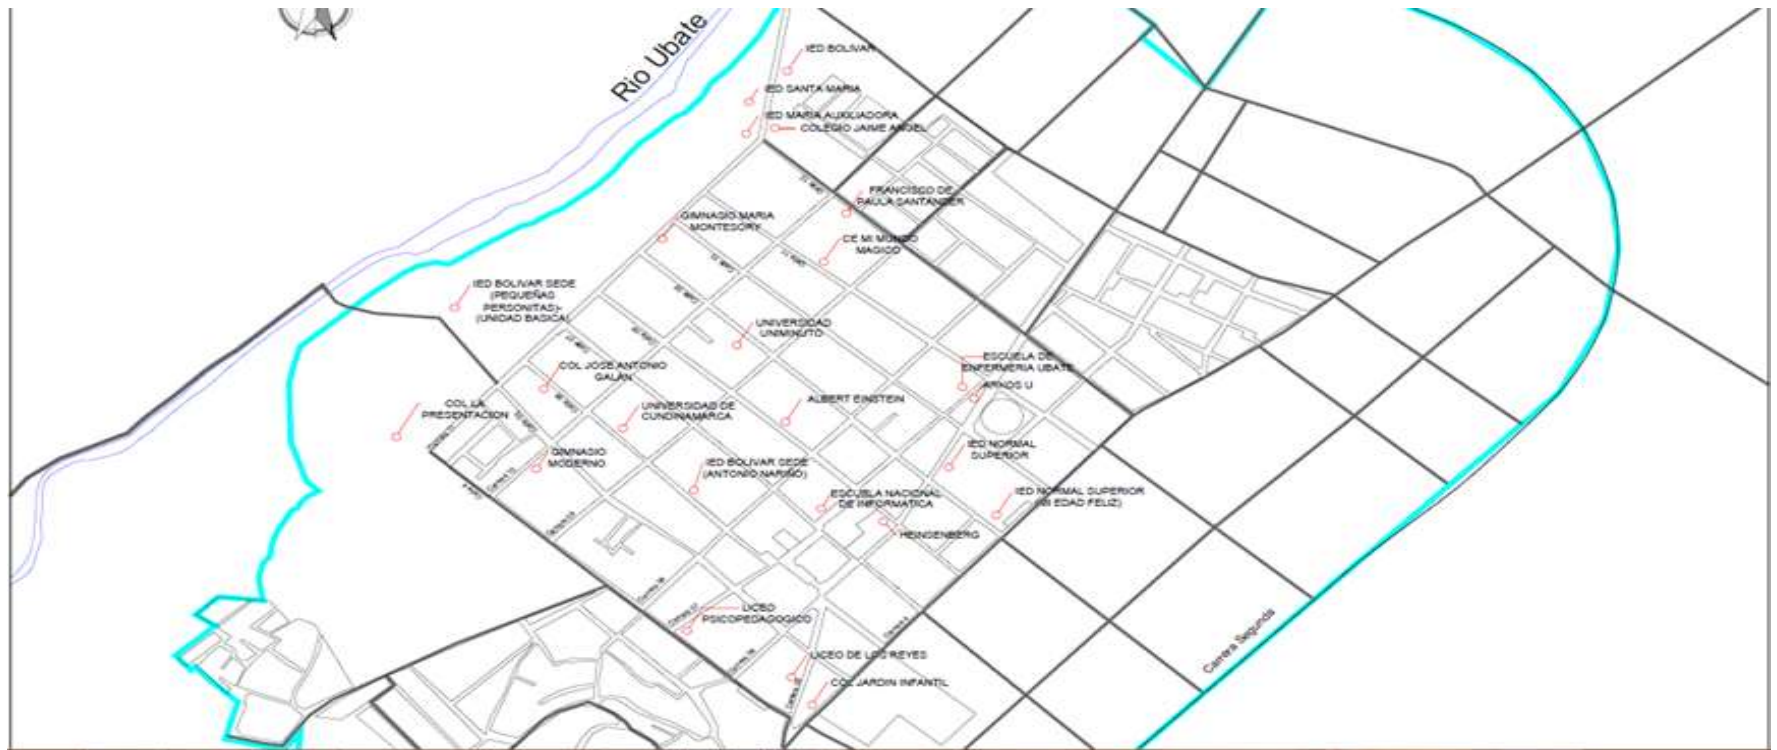 Rio Ubate
IED BOLIVAR
IED SANTA MARIA
IED MARIA AUXILIADORA
COLEGIO JAIME ANGEL
FRANCISCO DE
PAULA SANTANDER
GIMNASIO MARIA
MONTESORY
CE MI MUNDO
MAGICO
IED BOLIVAR SEDE
(PEQUEÑAS
PERSONITAS)-
(UNIDAD BASICA)
UNIVERSIDAD
UNIMINUTO
ESCUELA DE
ENFERMERIA UBATE
COL JOSE ANTONIO
GALÁN
ALBERT EINSTEIN
COL LA
PRESENTACION
UNIVERSIDAD DE
CUNDINAMARCA
IED NORMAL
SUPERIOR
GIMNASIO
MODERNO
IED BOLIVAR SEDE
(ANTONIO NARIÑO)
ESCUELA NACIONAL
DE INFORMATICA
IED NORMAL SUPERIOR
(MI EDAD FELIZ)
HEINSENBERG
LICEO
PSICOPEDAGOGICO
LICEO DE LOS REYES
COL JARDIN INFANTIL
Carrera Segunda